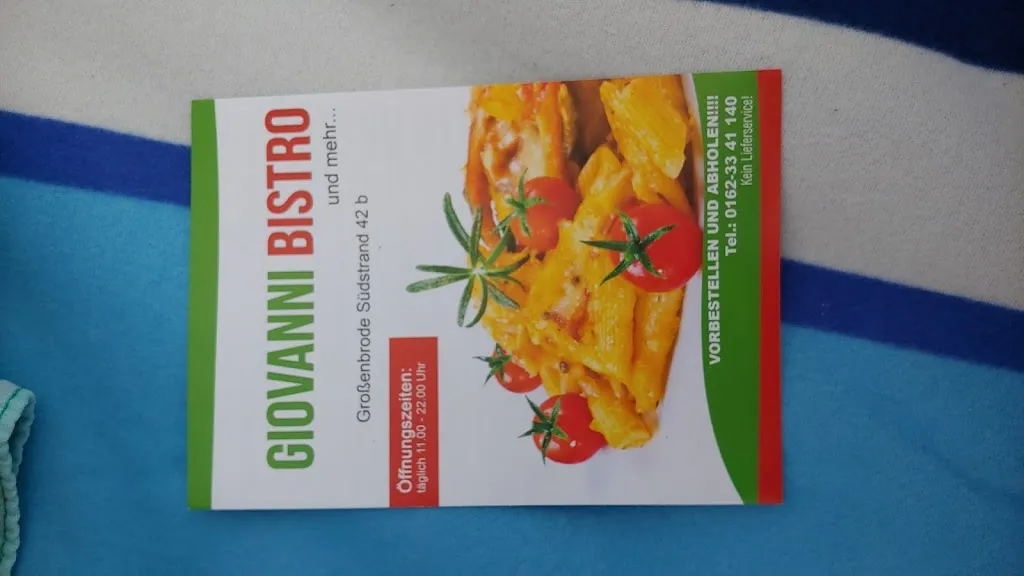 GIOVANNI BISTRO
und mehr...
Großenbrode Südstrand 42 b
Öffnungszeiten:
täglich 11.00 - 22.00 Uhr
VORBESTELLEN UND ABHOLEN!!!!
Tel.: 0162-33 41 140
Kein Lieferservice!